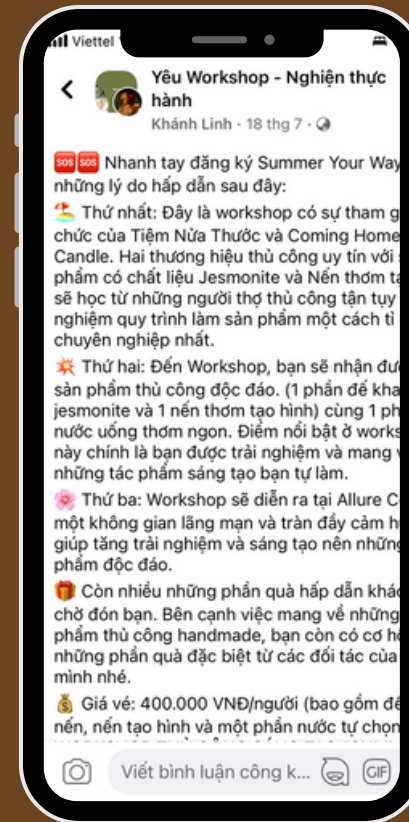 Viettel
Yêu Workshop - Nghiện thực
hành
Khánh Linh · 18 thg 7 ·
SOS SOS Nhanh tay đăng ký Summer Your Way
những lý do hấp dẫn sau đây:
Thứ nhất: Đây là workshop có sự tham g
chức của Tiệm Nửa Thước và Coming Home
Candle. Hai thương hiệu thủ công uy tín với
phẩm có chất liệu Jesmonite và Nến thơm tạ
sẽ học từ những người thợ thủ công tận tụy
nghiệm quy trình làm sản phẩm một cách tỉ
chuyên nghiệp nhất.
Thứ hai: Đến Workshop, bạn sẽ nhận đư
sản phẩm thủ công độc đáo. (1 phần đế kha
jesmonite và 1 nến thơm tạo hình) cùng 1 ph
nước uống thơm ngon. Điểm nổi bật ở works
này chính là bạn được trải nghiệm và mang
những tác phẩm sáng tạo bạn tự làm.
Thứ ba: Workshop sẽ diễn ra tại Allure C
một không gian lãng mạn và tràn đầy cảm h
giúp tăng trải nghiệm và sáng tạo nên những
phẩm độc đáo.
Còn nhiều những phần quà hấp dẫn khá
chờ đón bạn. Bên cạnh việc mang về những
phẩm thủ công handmade, bạn còn có cơ hộ
những phần quà đặc biệt từ các đối tác của
mình nhé.
Giá vé: 400.000 VNĐ/người (bao gồm đế
nến, nến tạo hình và một phần nước tự chọn
Viết bình luận công k...
GIF